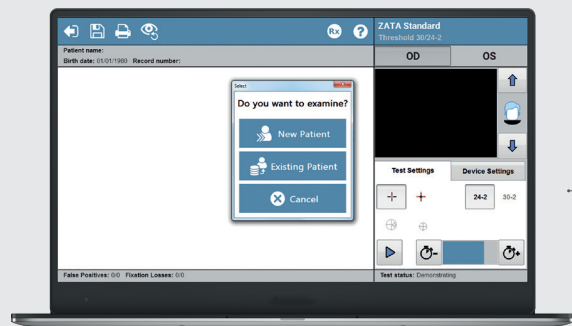 Rx
?
ZATA Standard
Threshold 30/24-2
Patient name:
Birth date: 01/01/1960 Record number:
OD
OS
Select
Do you want to examine?
New Patient
Existing Patient
Cancel
Test Settings
Device Settings
24-2
30-2
False Positives: 0/0 Fixation Losses: 0/0
Test status: Demonstrating